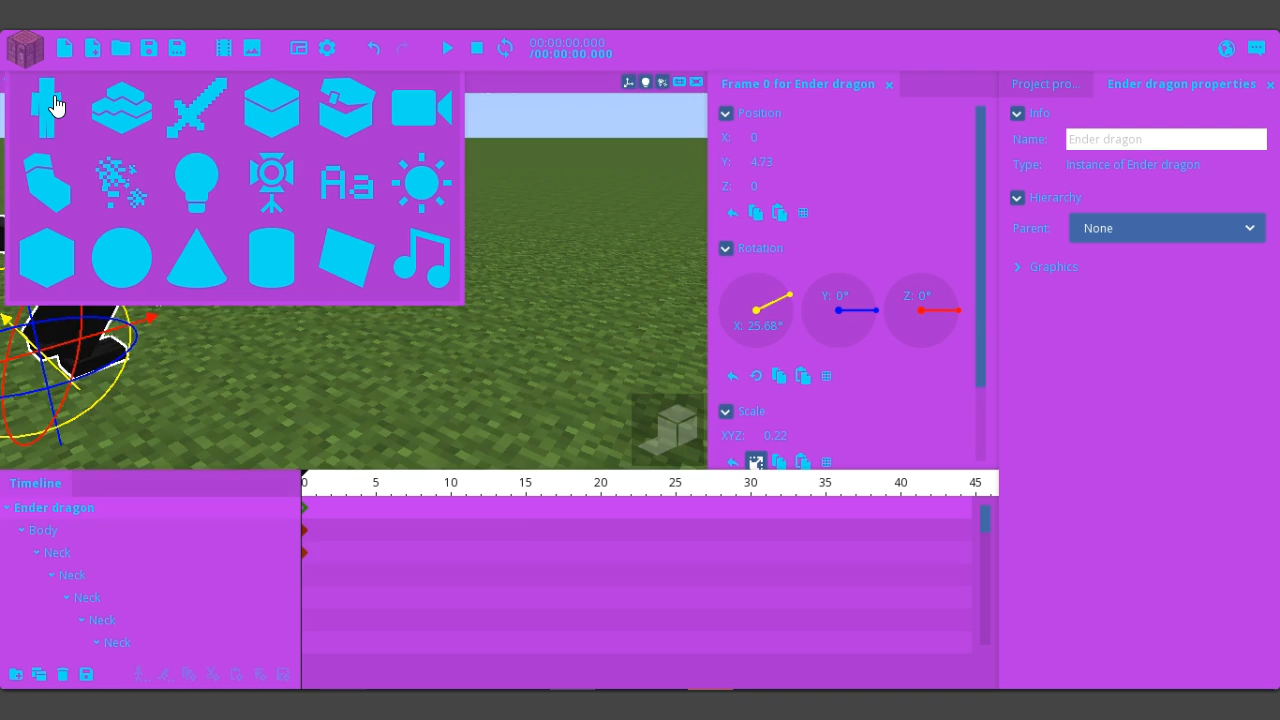 00:00:00.000
/00:00:00.000
Frame 0 for Ender dragon
Project pro...
Ender dragon properties
Position
X: 0
Y: 4.73
Z: 0
Rotation
X: 25.68°
Y: 0°
Z: 0°
Scale
XYZ: 0.22
Info
Name: Ender dragon
Type: Instance of Ender dragon
Hierarchy
Parent: None
Graphics
Aa
Timeline
0 5 10 15 20 25 30 35 40 45
Ender dragon
Body
Neck
Neck
Neck
Neck
Neck